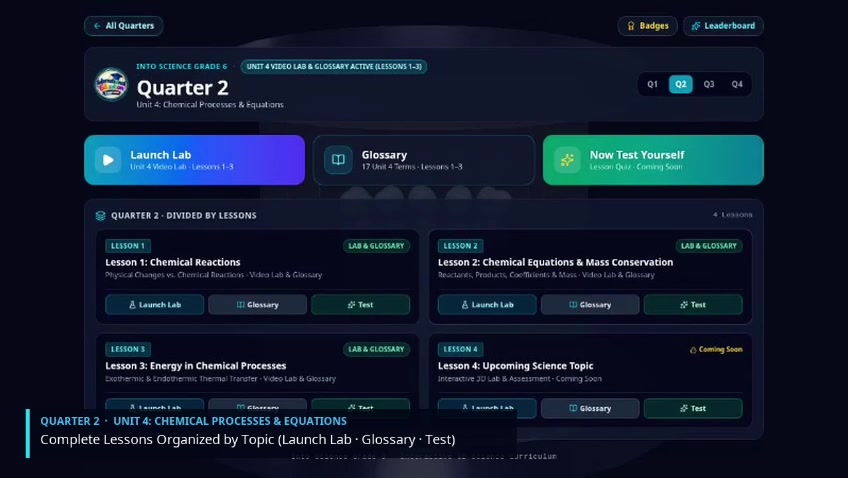 All Quarters
Badges
Leaderboard
INTO SCIENCE GRADE 6 · UNIT 4 VIDEO LAB & GLOSSARY ACTIVE (LESSONS 1–3)
Quarter 2
Unit 4: Chemical Processes & Equations
Q1 Q2 Q3 Q4
Launch Lab
Unit 4 Video Lab · Lessons 1–3
Glossary
17 Unit 4 Terms · Lessons 1–3
Now Test Yourself
Lesson Quiz · Coming Soon
QUARTER 2 · DIVIDED BY LESSONS
4 Lessons
LESSON 1
LAB & GLOSSARY
Lesson 1: Chemical Reactions
Physical Changes vs. Chemical Reactions · Video Lab & Glossary
Launch Lab Glossary Test
LESSON 2
LAB & GLOSSARY
Lesson 2: Chemical Equations & Mass Conservation
Reactants, Products, Coefficients & Mass · Video Lab & Glossary
Launch Lab Glossary Test
LESSON 3
LAB & GLOSSARY
Lesson 3: Energy in Chemical Processes
Exothermic & Endothermic Thermal Transfer · Video Lab & Glossary
Launch Lab Glossary Test
LESSON 4
Coming Soon
Lesson 4: Upcoming Science Topic
Interactive 3D Lab & Assessment · Coming Soon
Launch Lab Glossary Test
QUARTER 2 · UNIT 4: CHEMICAL PROCESSES & EQUATIONS
Complete Lessons Organized by Topic (Launch Lab · Glossary · Test)
curriculum